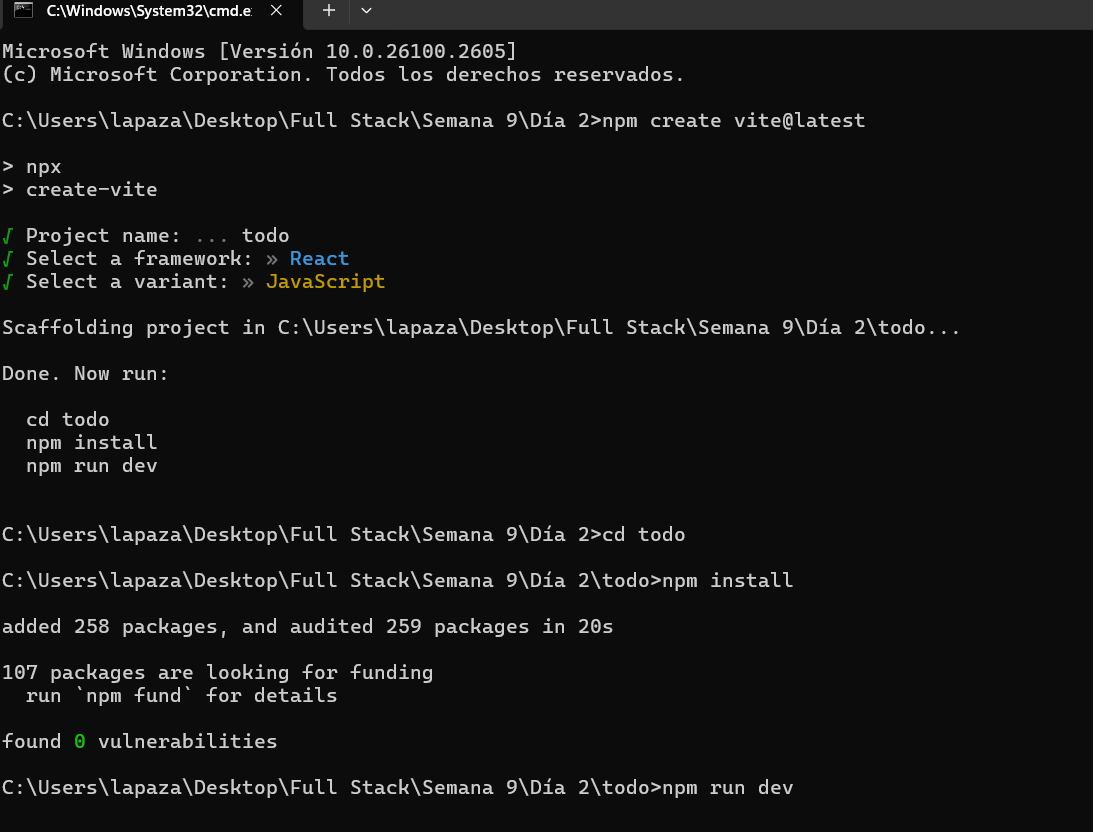 C:\Windows\System32\cmd.e
Microsoft Windows [Versión 10.0.26100.2605]
(c) Microsoft Corporation. Todos los derechos reservados.
C:\Users\lapaza\Desktop\Full Stack\Semana 9\Día 2>npm create vite@latest
> npx
> create-vite
√ Project name: ... todo
√ Select a framework: » React
√ Select a variant: » JavaScript
Scaffolding project in C:\Users\lapaza\Desktop\Full Stack\Semana 9\Día 2\todo...
Done. Now run:
cd todo
npm install
npm run dev
C:\Users\lapaza\Desktop\Full Stack\Semana 9\Día 2>cd todo
C:\Users\lapaza\Desktop\Full Stack\Semana 9\Día 2\todo>npm install
added 258 packages, and audited 259 packages in 20s
107 packages are looking for funding
run `npm fund` for details
found 0 vulnerabilities
C:\Users\lapaza\Desktop\Full Stack\Semana 9\Día 2\todo>npm run dev